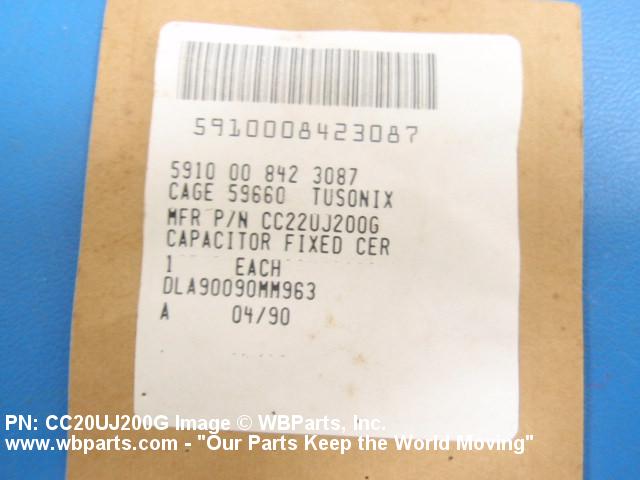 5910008423087
5910 00 842 3087
CAGE 59660 TUSONIX
MFR P/N CC22UJ200G
CAPACITOR FIXED CER
1 EACH
DLA90090MM963
A 04/90
PN: CC20UJ200G Image © WBParts, Inc.
www.wbparts.com - "Our Parts Keep the World Moving"